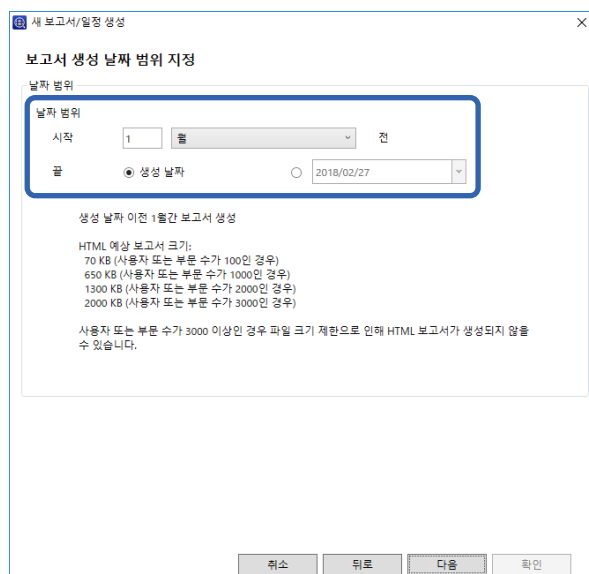 새 보고서/일정 생성
보고서 생성 날짜 범위 지정
날짜 범위
날짜 범위
시작 1 월 전
끝 생성 날짜 2018/02/27
생성 날짜 이전 1월간 보고서 생성
HTML 예상 보고서 크기:
70 KB (사용자 또는 부문 수가 100인 경우)
650 KB (사용자 또는 부문 수가 1000인 경우)
1300 KB (사용자 또는 부문 수가 2000인 경우)
2000 KB (사용자 또는 부문 수가 3000인 경우)
사용자 또는 부문 수가 3000 이상인 경우 파일 크기 제한으로 인해 HTML 보고서가 생성되지 않을
수 있습니다.
취소 뒤로 다음 확인